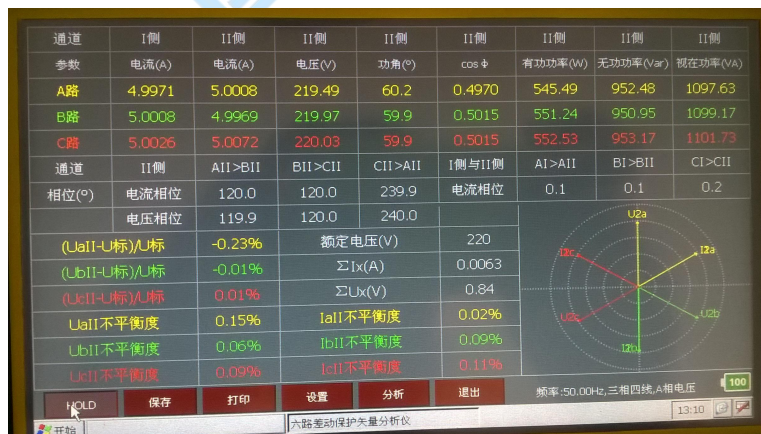 通道 I侧 II侧 II侧 II侧 II侧 II侧 II侧 II侧
参数 电流(A) 电流(A) 电压(V) 功角(°) cos Φ 有功功率(W) 无功功率(Var) 视在功率(VA)
A路 4.9971 5.0008 219.49 60.2 0.4970 545.49 952.48 1097.63
B路 5.0008 4.9969 219.97 59.9 0.5015 551.24 950.95 1099.17
C路 5.0026 5.0072 220.03 59.9 0.5015 552.53 953.17 1101.73
通道 II侧 AII>BII BII>CII CII>AII I侧与II侧 AI>AII BI>BII CI>CII
相位(°) 电流相位 120.0 120.0 239.9 电流相位 0.1 0.1 0.2
电压相位 119.9 120.0 240.0
(UaII-U标)/U标 -0.23% 额定电压(V) 220
(UbII-U标)/U标 -0.01% ΣIx(A) 0.0063
(UcII-U标)/U标 0.01% ΣUx(V) 0.84
UaII不平衡度 0.15% IaII不平衡度 0.02%
UbII不平衡度 0.06% IbII不平衡度 0.09%
UcII不平衡度 0.09% IcII不平衡度 0.11%
U2a
I2a
U2b
U2c
HOLD 保存 打印 设置 分析 退出
频率:50.00Hz,三相四线,A相电压
100
开始 六路差动保护矢量分析仪 13:10